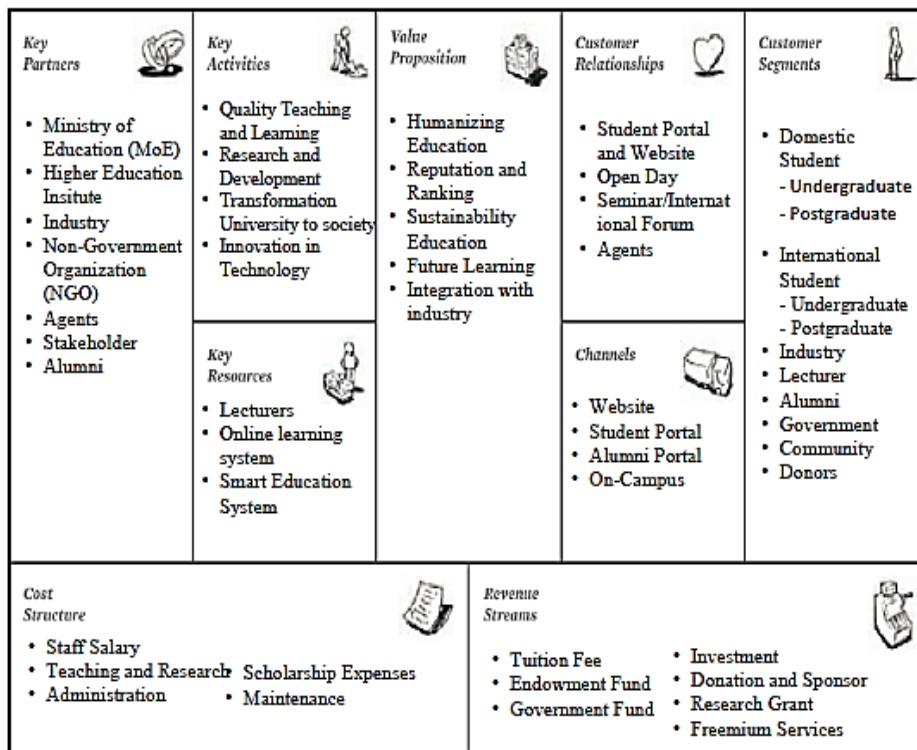 Key
Partners
• Ministry of
Education (MoE)
• Higher Education
Insitute
• Industry
• Non-Government
Organization
(NGO)
• Agents
• Stakeholder
• Alumni
Key
Activities
• Quality Teaching
and Learning
• Research and
Development
• Transformation
University to society
• Innovation in
Technology
Key
Resources
• Lecturers
• Online learning
system
• Smart Education
System
Value
Proposition
• Humanizing
Education
• Reputation and
Ranking
• Sustainability
Education
• Future Learning
• Integration with
industry
Customer
Relationships
• Student Portal
and Website
• Open Day
• Seminar/Internat
ional Forum
• Agents
Channels
• Website
• Student Portal
• Alumni Portal
• On-Campus
Customer
Segments
• Domestic
Student
- Undergraduate
- Postgraduate
• International
Student
- Undergraduate
- Postgraduate
• Industry
• Lecturer
• Alumni
• Government
• Community
• Donors
Cost
Structure
• Staff Salary
• Teaching and Research
• Administration
• Scholarship Expenses
• Maintenance
Revenue
Streams
• Tuition Fee
• Endowment Fund
• Government Fund
• Investment
• Donation and Sponsor
• Research Grant
• Freemium Services